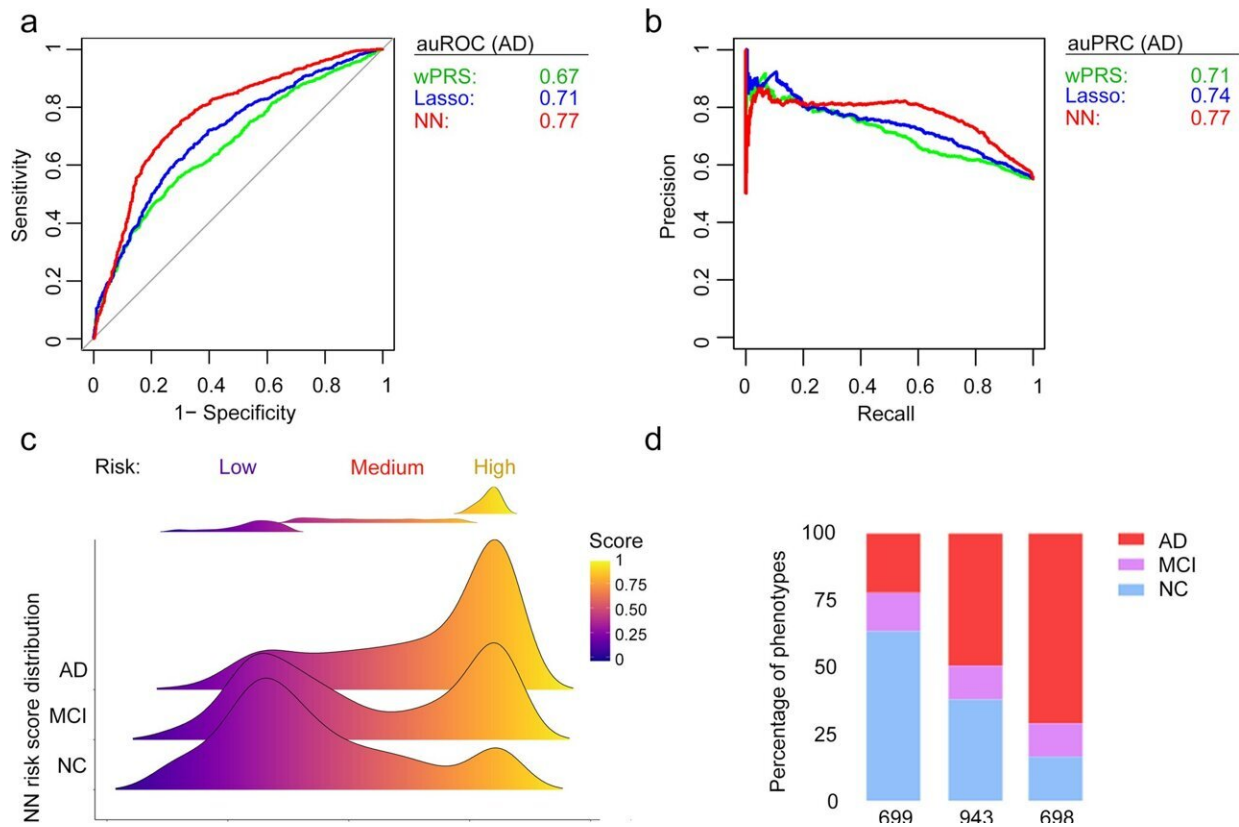 a
auROC (AD)
wPRS: 0.67
Lasso: 0.71
NN: 0.77
Sensitivity
0 0.2 0.4 0.6 0.8 1
0 0.2 0.4 0.6 0.8 1
1− Specificity
b
auPRC (AD)
wPRS: 0.71
Lasso: 0.74
NN: 0.77
Precision
0 0.2 0.4 0.6 0.8 1
0 0.2 0.4 0.6 0.8 1
Recall
c
Risk: Low Medium High
Score
1
0.75
0.50
0.25
0
NN risk score distribution
AD
MCI
NC
d
Percentage of phenotypes
100
75
50
25
0
AD
MCI
NC
699 943 698